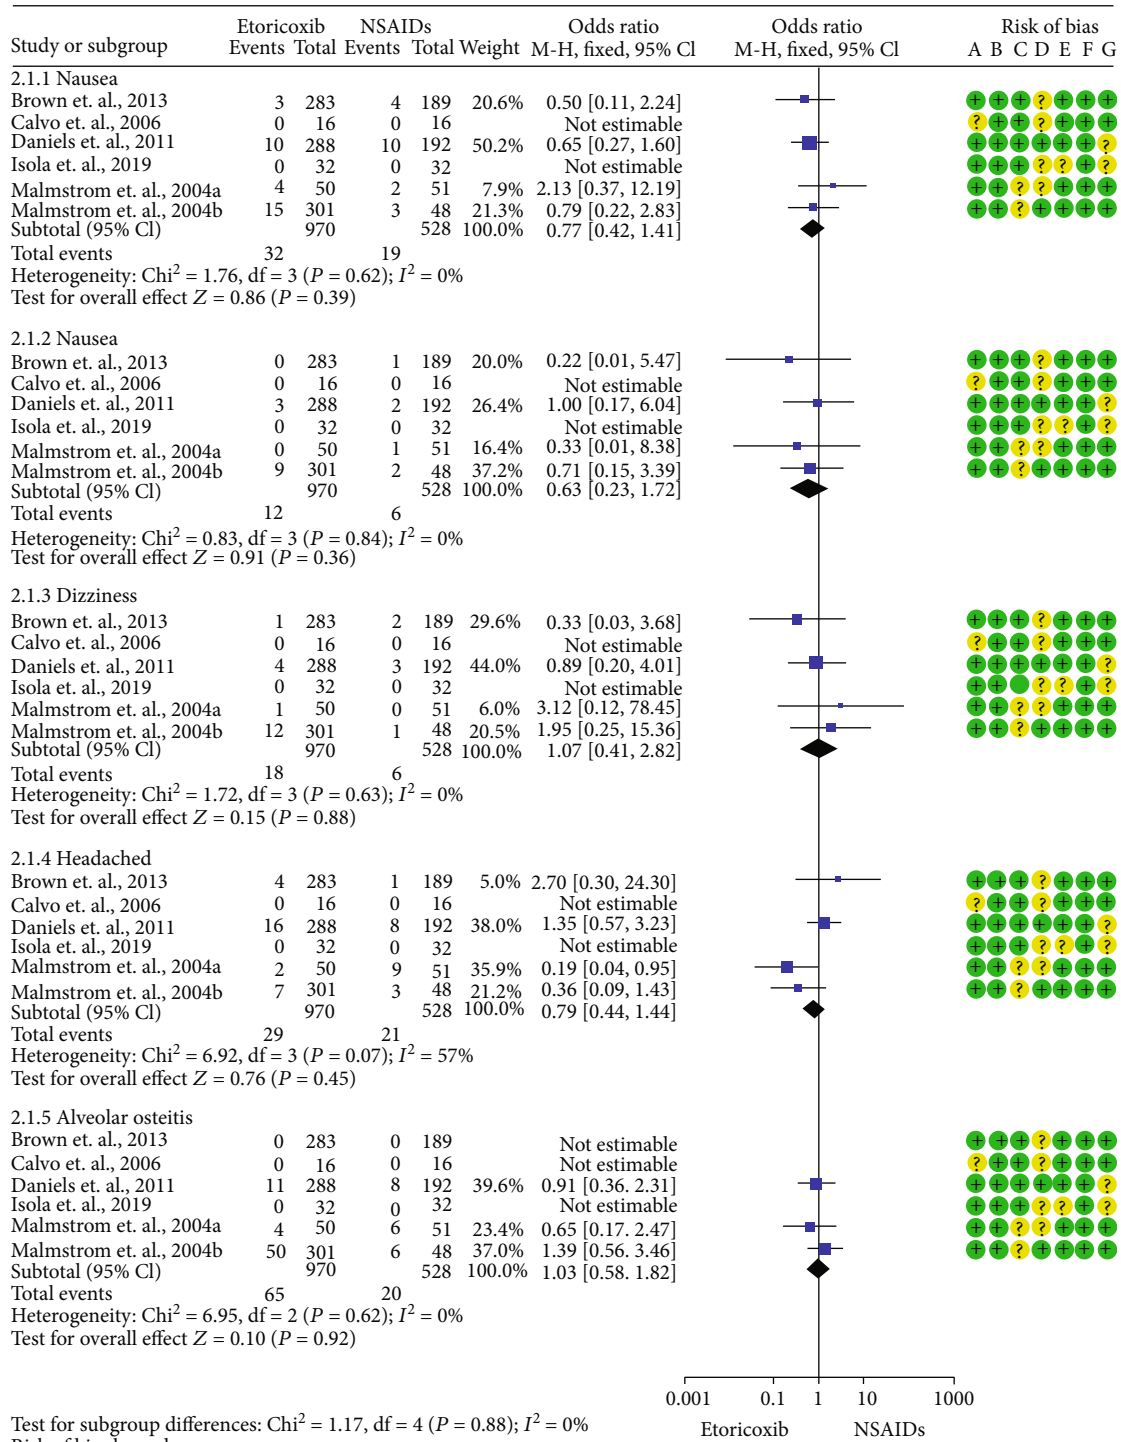 Etoricoxib NSAIDs Odds ratio Odds ratio Risk of bias
Study or subgroup Events Total Events Total Weight M-H, fixed, 95% Cl M-H, fixed, 95% Cl A B C D E F G
2.1.1 Nausea
Brown et. al., 2013 3 283 4 189 20.6% 0.50 [0.11, 2.24] + + + ? + + +
Calvo et. al., 2006 0 16 0 16 Not estimable ? + + ? + + +
Daniels et. al., 2011 10 288 10 192 50.2% 0.65 [0.27, 1.60] + + + + + + ?
Isola et. al., 2019 0 32 0 32 Not estimable + + + ? ? + ?
Malmstrom et. al., 2004a 4 50 2 51 7.9% 2.13 [0.37, 12.19] + + ? ? + + +
Malmstrom et. al., 2004b 15 301 3 48 21.3% 0.79 [0.22, 2.83] + + ? + + + +
Subtotal (95% Cl) 970 528 100.0% 0.77 [0.42, 1.41]
Total events 32 19
Heterogeneity: Chi² = 1.76, df = 3 (P = 0.62); I² = 0%
Test for overall effect Z = 0.86 (P = 0.39)
2.1.2 Nausea
Brown et. al., 2013 0 283 1 189 20.0% 0.22 [0.01, 5.47] + + + ? + + +
Calvo et. al., 2006 0 16 0 16 Not estimable ? + + ? + + +
Daniels et. al., 2011 3 288 2 192 26.4% 1.00 [0.17, 6.04] + + + + + + ?
Isola et. al., 2019 0 32 0 32 Not estimable + + + ? ? + ?
Malmstrom et. al., 2004a 0 50 1 51 16.4% 0.33 [0.01, 8.38] + + ? ? + + +
Malmstrom et. al., 2004b 9 301 2 48 37.2% 0.71 [0.15, 3.39] + + ? + + + +
Subtotal (95% Cl) 970 528 100.0% 0.63 [0.23, 1.72]
Total events 12 6
Heterogeneity: Chi² = 0.83, df = 3 (P = 0.84); I² = 0%
Test for overall effect Z = 0.91 (P = 0.36)
2.1.3 Dizziness
Brown et. al., 2013 1 283 2 189 29.6% 0.33 [0.03, 3.68] + + + ? + + +
Calvo et. al., 2006 0 16 0 16 Not estimable ? + + ? + + +
Daniels et. al., 2011 4 288 3 192 44.0% 0.89 [0.20, 4.01] + + + + + + ?
Isola et. al., 2019 0 32 0 32 Not estimable + + ? ? + ?
Malmstrom et. al., 2004a 1 50 0 51 6.0% 3.12 [0.12, 78.45] + + ? ? + + +
Malmstrom et. al., 2004b 12 301 1 48 20.5% 1.95 [0.25, 15.36] + + ? + + + +
Subtotal (95% Cl) 970 528 100.0% 1.07 [0.41, 2.82]
Total events 18 6
Heterogeneity: Chi² = 1.72, df = 3 (P = 0.63); I² = 0%
Test for overall effect Z = 0.15 (P = 0.88)
2.1.4 Headached
Brown et. al., 2013 4 283 1 189 5.0% 2.70 [0.30, 24.30] + + + ? + + +
Calvo et. al., 2006 0 16 0 16 Not estimable ? + + ? + + +
Daniels et. al., 2011 16 288 8 192 38.0% 1.35 [0.57, 3.23] + + + + + + ?
Isola et. al., 2019 0 32 0 32 Not estimable + + + ? ? + ?
Malmstrom et. al., 2004a 2 50 9 51 35.9% 0.19 [0.04, 0.95] + + ? ? + + +
Malmstrom et. al., 2004b 7 301 3 48 21.2% 0.36 [0.09, 1.43] + + ? + + + +
Subtotal (95% Cl) 970 528 100.0% 0.79 [0.44, 1.44]
Total events 29 21
Heterogeneity: Chi² = 6.92, df = 3 (P = 0.07); I² = 57%
Test for overall effect Z = 0.76 (P = 0.45)
2.1.5 Alveolar osteitis
Brown et. al., 2013 0 283 0 189 Not estimable + + + ? + + +
Calvo et. al., 2006 0 16 0 16 Not estimable ? + + ? + + +
Daniels et. al., 2011 11 288 8 192 39.6% 0.91 [0.36, 2.31] + + + + + + ?
Isola et. al., 2019 0 32 0 32 Not estimable + + + ? ? + ?
Malmstrom et. al., 2004a 4 50 6 51 23.4% 0.65 [0.17. 2.47] + + ? ? + + +
Malmstrom et. al., 2004b 50 301 6 48 37.0% 1.39 [0.56, 3.46] + + ? + + + +
Subtotal (95% Cl) 970 528 100.0% 1.03 [0.58. 1.82]
Total events 65 20
Heterogeneity: Chi² = 6.95, df = 2 (P = 0.62); I² = 0%
Test for overall effect Z = 0.10 (P = 0.92)
0.001 0.1 1 10 1000
Test for subgroup differences: Chi² = 1.17, df = 4 (P = 0.88); I² = 0%
Etoricoxib NSAIDs